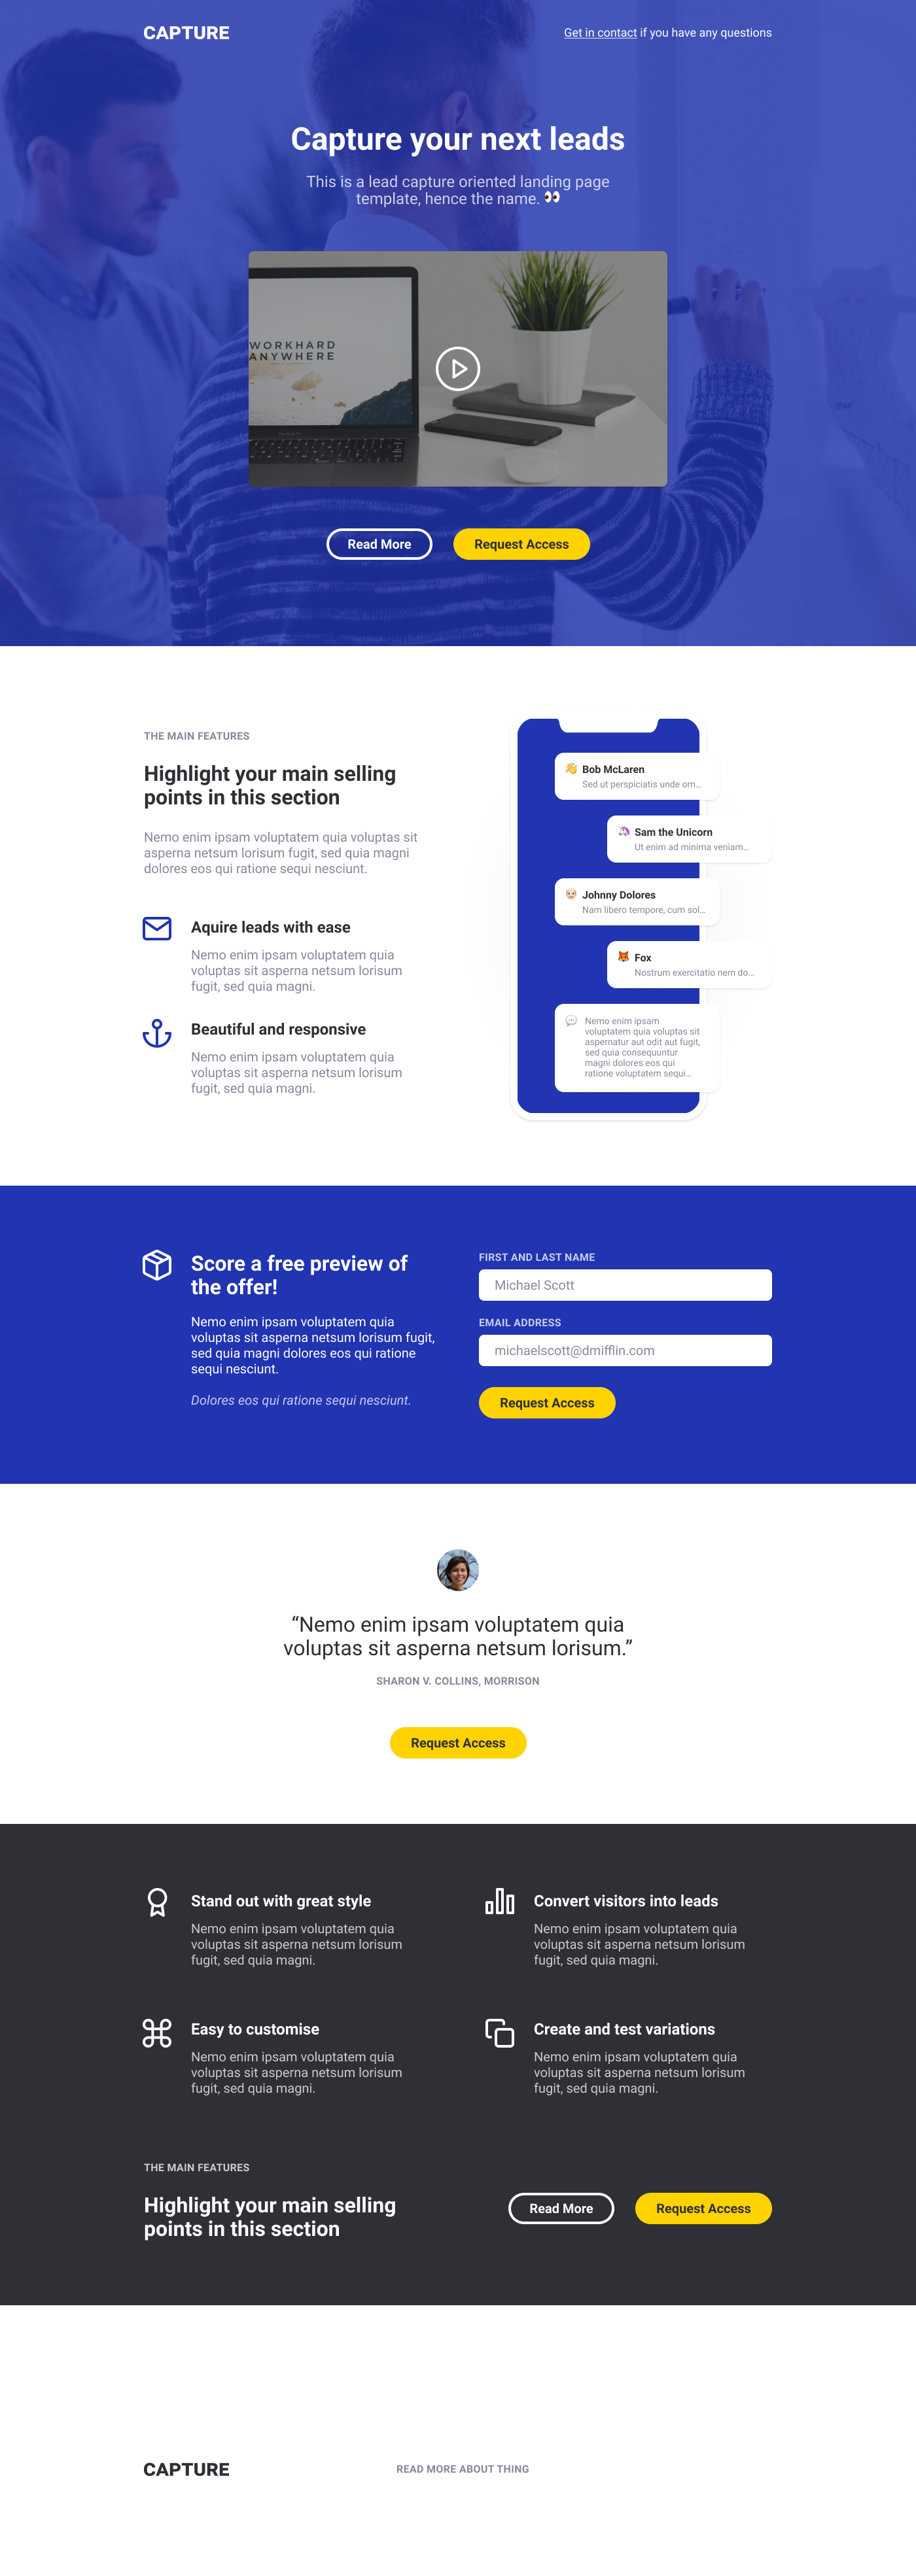 CAPTURE
Get in contact if you have any questions
Capture your next leads
This is a lead capture oriented landing page
template, hence the name. 👀
WORKHARD
ANYWHERE
Read More
Request Access
THE MAIN FEATURES
Highlight your main selling
points in this section
Nemo enim ipsam voluptatem quia voluptas sit
asperna netsum lorisum fugit, sed quia magni
dolores eos qui ratione sequi nesciunt.
Aquire leads with ease
Nemo enim ipsam voluptatem quia
voluptas sit asperna netsum lorisum
fugit, sed quia magni.
Beautiful and responsive
Nemo enim ipsam voluptatem quia
voluptas sit asperna netsum lorisum
fugit, sed quia magni.
👋 Bob McLaren
Sed ut perspiciatis unde om...
🦄 Sam the Unicorn
Ut enim ad minima veniam...
👴🏼 Johnny Dolores
Nam libero tempore, cum sol...
🦊 Fox
Nostrum exercitatio nem do...
💬 Nemo enim ipsam
voluptatem quia voluptas sit
aspernatur aut odit aut fugit,
sed quia consequuntur
magni dolores eos qui
ratione voluptatem sequi...
Score a free preview of
the offer!
Nemo enim ipsam voluptatem quia
voluptas sit asperna netsum lorisum fugit,
sed quia magni dolores eos qui ratione
sequi nesciunt.
Dolores eos qui ratione sequi nesciunt.
FIRST AND LAST NAME
Michael Scott
EMAIL ADDRESS
michaelscott@dmifflin.com
Request Access
“Nemo enim ipsam voluptatem quia
voluptas sit asperna netsum lorisum.”
SHARON V. COLLINS, MORRISON
Request Access
Stand out with great style
Nemo enim ipsam voluptatem quia
voluptas sit asperna netsum lorisum
fugit, sed quia magni.
Convert visitors into leads
Nemo enim ipsam voluptatem quia
voluptas sit asperna netsum lorisum
fugit, sed quia magni.
Easy to customise
Nemo enim ipsam voluptatem quia
voluptas sit asperna netsum lorisum
fugit, sed quia magni.
Create and test variations
Nemo enim ipsam voluptatem quia
voluptas sit asperna netsum lorisum
fugit, sed quia magni.
THE MAIN FEATURES
Highlight your main selling
points in this section
Read More
Request Access
CAPTURE
READ MORE ABOUT THING